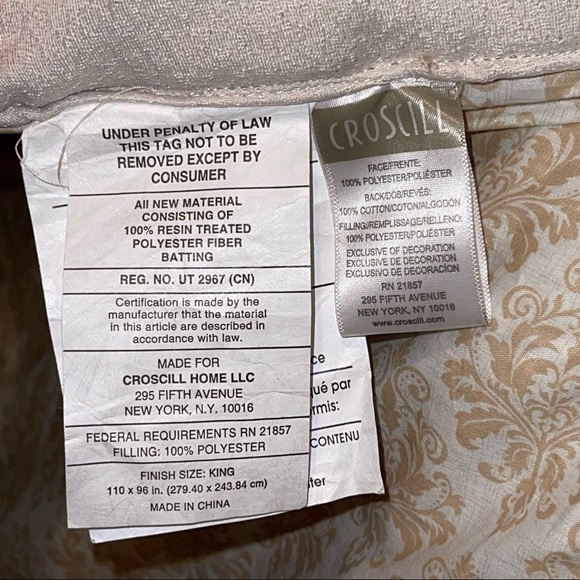 UNDER PENALTY OF LAW
THIS TAG NOT TO BE
REMOVED EXCEPT BY
CONSUMER
All NEW MATERIAL
CONSISTING OF
100% RESIN TREATED
POLYESTER FIBER
BATTING
REG. NO. UT 2967 (CN)
Certification is made by the
manufacturer that the material
in this article are described in
accordance with law.
MADE FOR
CROSCILL HOME LLC
295 FIFTH AVENUE
NEW YORK, N.Y. 10016
FEDERAL REQUIREMENTS RN 21857
FILLING: 100% POLYESTER
FINISH SIZE: KING
110 x 96 in. (279.40 x 243.84 cm)
MADE IN CHINA
CROSCILL
FACE/FRENTE:
100% POLYESTER/POLIÉSTER
BACK/DOS/REVÉS:
100% COTTON/COTON/ALGODÓN
FILLING/REMPLISSAGE/RELLENO:
100% POLYESTER/POLIÉSTER
EXCLUSIVE OF DECORATION
EXCLUSIVE DE DECORATION
EXCLUSIVO DE DECORACIÓN
RN 21857
295 FIFTH AVENUE
NEW YORK, NY 10016
www.croscill.com
ce
qué par
rmis:
CONTENU
ter